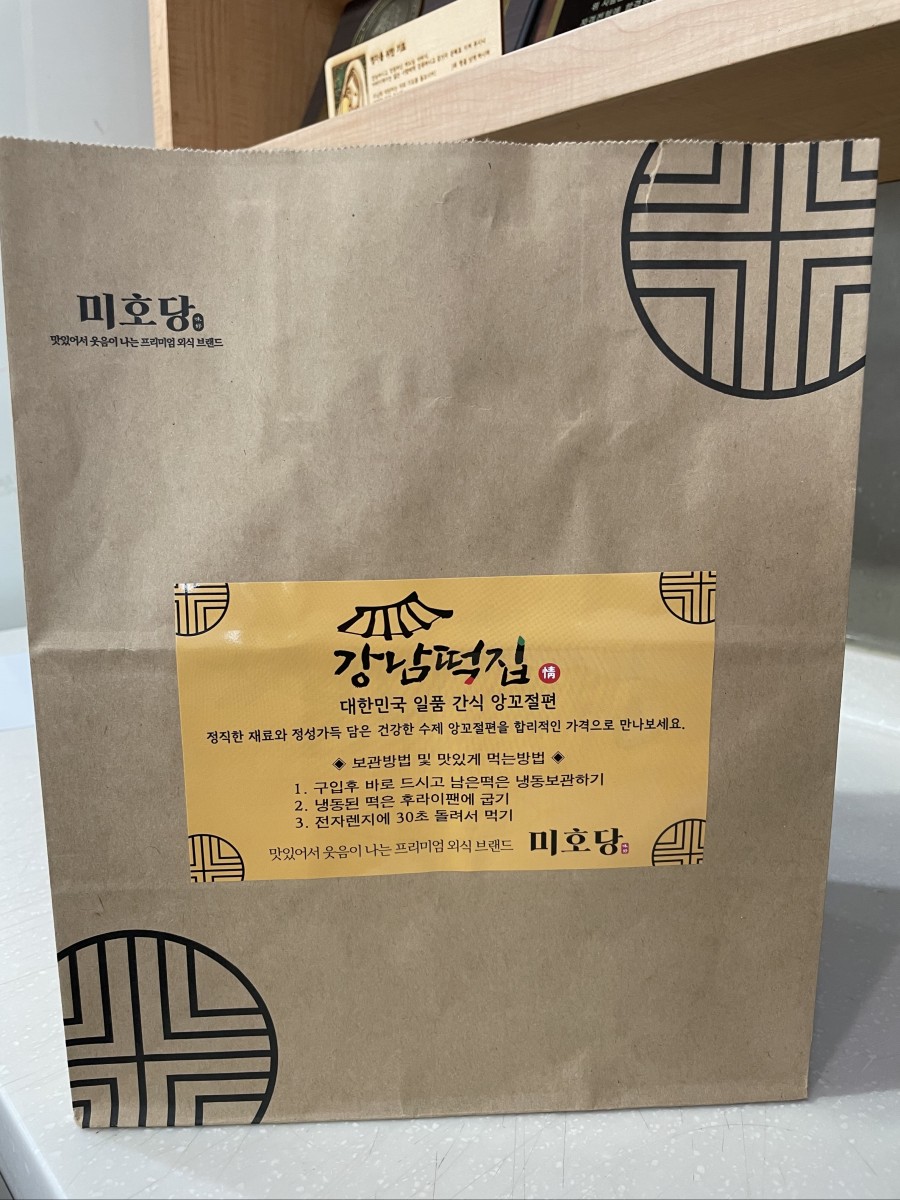 미호당
맛있어서 웃음이 나는 프리미엄 외식 브랜드
강남떡집 情
대한민국 일품 간식 앙꼬절편
정직한 재료와 정성가득 담은 건강한 수제 앙꼬절편을 합리적인 가격으로 만나보세요.
◈ 보관방법 및 맛있게 먹는방법 ◈
1. 구입후 바로 드시고 남은떡은 냉동보관하기
2. 냉동된 떡은 후라이팬에 굽기
3. 전자렌지에 30초 돌려서 먹기
맛있어서 웃음이 나는 프리미엄 외식 브랜드 미호당